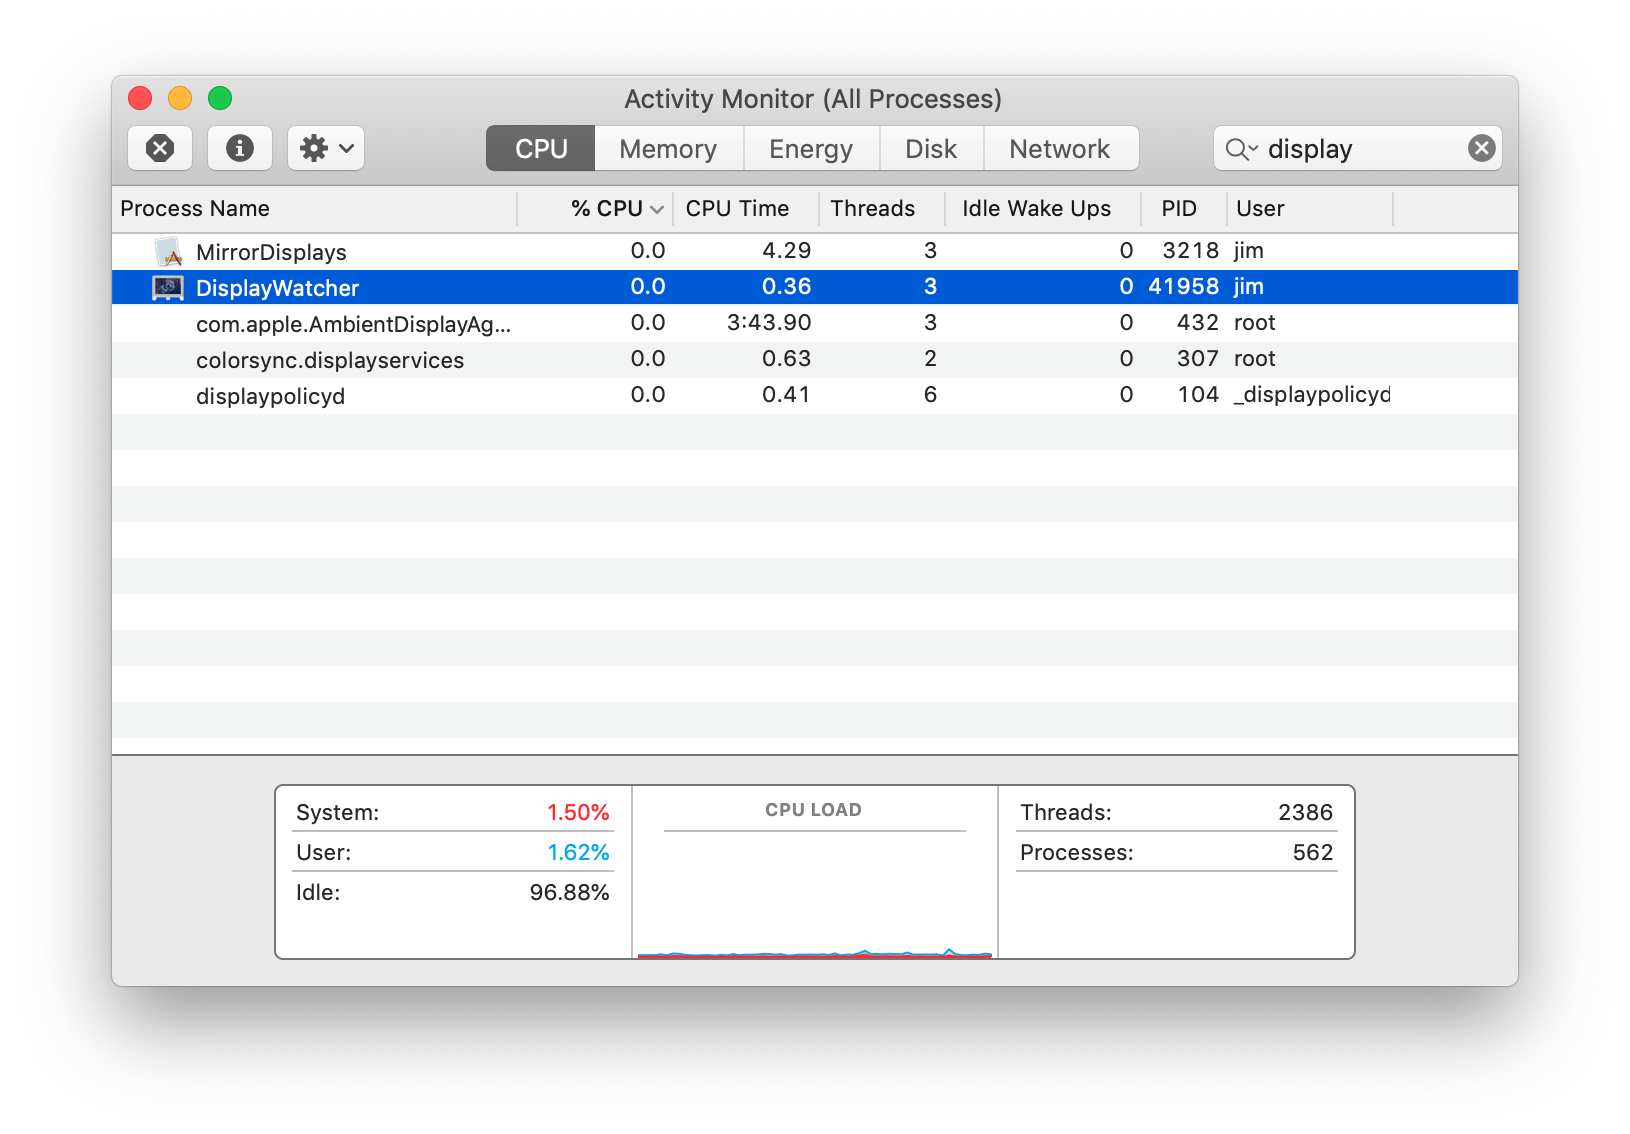 Activity Monitor (All Processes)
CPU Memory Energy Disk Network display
Process Name % CPU CPU Time Threads Idle Wake Ups PID User
MirrorDisplays 0.0 4.29 3 0 3218 jim
DisplayWatcher 0.0 0.36 3 0 41958 jim
com.apple.AmbientDisplayAg... 0.0 3:43.90 3 0 432 root
colorsync.displayservices 0.0 0.63 2 0 307 root
displaypolicyd 0.0 0.41 6 0 104 _displaypolicyd
System: 1.50% CPU LOAD Threads: 2386
User: 1.62% Processes: 562
Idle: 96.88%